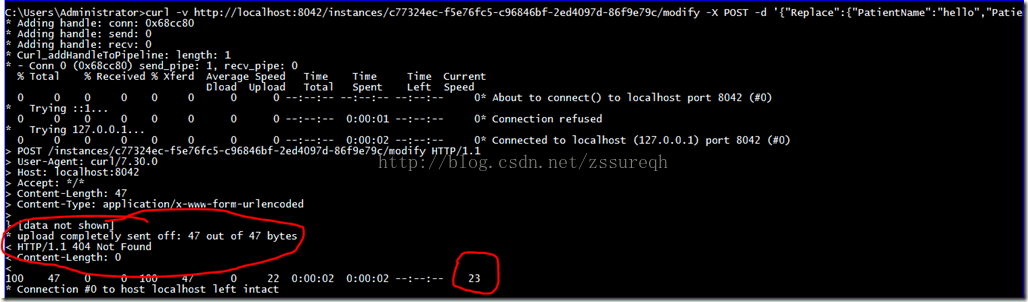 C:\Users\Administrator>curl -v http://localhost:8042/instances/c77324ec-f5e76fc5-c96846bf-2ed4097d-86f9e79c/modify -X POST -d '{"Replace":{"PatientName":"hello","Patie
* Adding handle: conn: 0x68cc80
* Adding handle: send: 0
* Adding handle: recv: 0
* Curl_addHandleToPipeline: length: 1
* - Conn 0 (0x68cc80) send_pipe: 1, recv_pipe: 0
% Total % Received % Xferd Average Speed Time Time Time Current
Dload Upload Total Spent Left Speed
0 0 0 0 0 0 0 0 --:--:-- --:--:-- --:--:-- 0* About to connect() to localhost port 8042 (#0)
* Trying ::1...
0 0 0 0 0 0 0 0 --:--:-- 0:00:01 --:--:-- 0* Connection refused
* Trying 127.0.0.1...
0 0 0 0 0 0 0 0 --:--:-- 0:00:02 --:--:-- 0* Connected to localhost (127.0.0.1) port 8042 (#0)
> POST /instances/c77324ec-f5e76fc5-c96846bf-2ed4097d-86f9e79c/modify HTTP/1.1
> User-Agent: curl/7.30.0
http://blog.csdn.net/zssureqh
> Host: localhost:8042
> Accept: */*
> Content-Length: 47
> Content-Type: application/x-www-form-urlencoded
>
} [data not shown]
* upload completely sent off: 47 out of 47 bytes
< HTTP/1.1 404 Not Found
< Content-Length: 0
<
100 47 0 0 100 47 0 22 0:00:02 0:00:02 --:--:-- 23
* Connection #0 to host localhost left intact